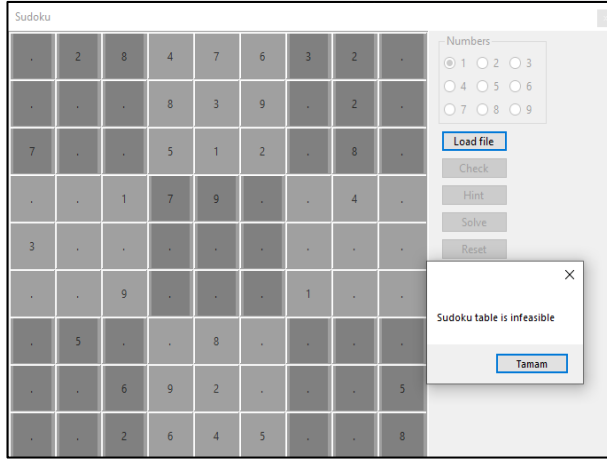 Sudoku
. 2 8 4 7 6 3 2 .
. . . 8 3 9 . 2 .
7 . . 5 1 2 . 8 .
. . 1 7 9 . . 4 .
3 . . . . . . . .
. . 9 . . . 1 . .
. 5 . . 8 . . . .
. . 6 9 2 . . . 5
. . 2 6 4 5 . . 8
Numbers
1 2 3
4 5 6
7 8 9
Load file
Check
Hint
Solve
Reset
Sudoku table is infeasible
Tamam